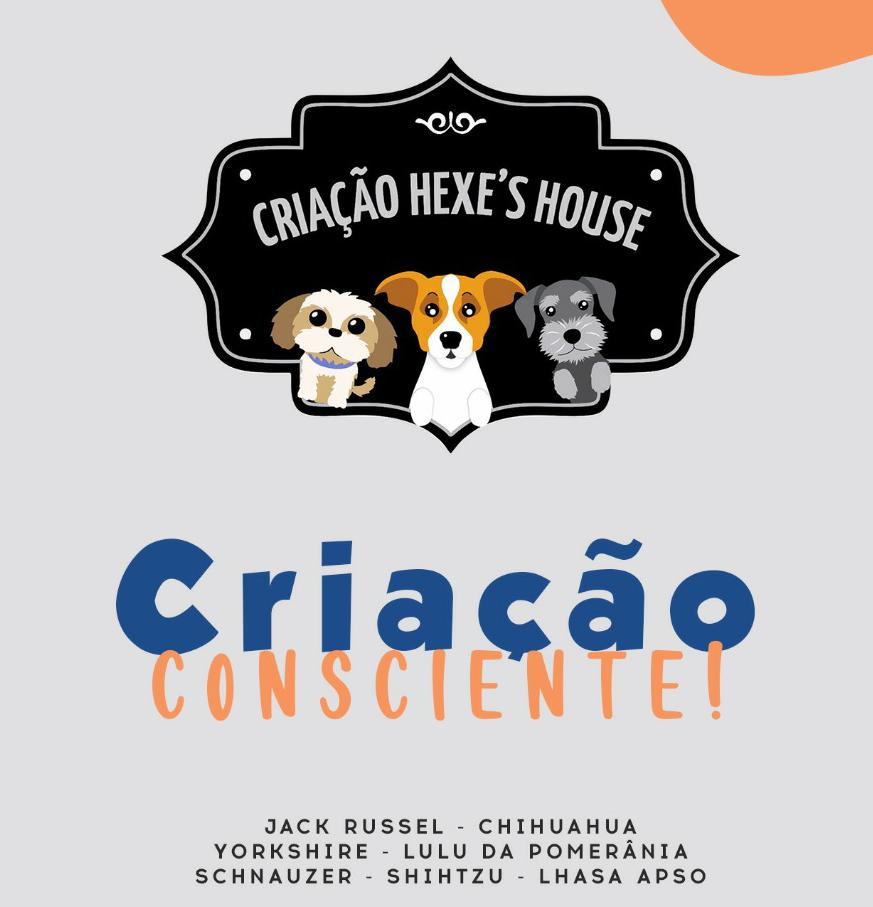 CRIAÇÃO HEXE'S HOUSE
Criação
CONSCIENTE!
JACK RUSSEL - CHIHUAHUA
YORKSHIRE - LULU DA POMERÂNIA
SCHNAUZER - SHIHTZU - LHASA APSO